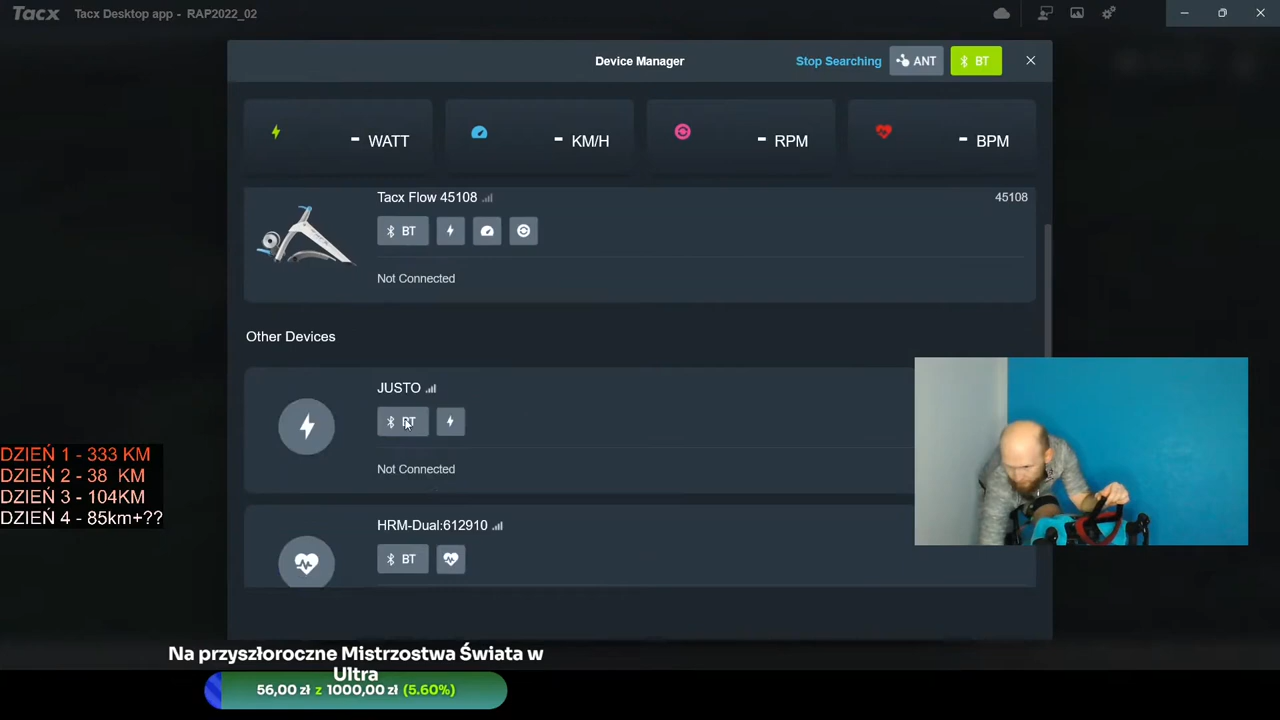 Tacx Tacx Desktop app - RAP2022_02
Device Manager Stop Searching ANT BT
- WATT - KM/H - RPM - BPM
Tacx Flow 45108 45108
BT
Not Connected
Other Devices
JUSTO
BT
Not Connected
HRM-Dual:612910
BT
DZIEŃ 1 - 333 KM
DZIEŃ 2 - 38 KM
DZIEŃ 3 - 104KM
DZIEŃ 4 - 85km+??
Na przyszłoroczne Mistrzostwa Świata w
Ultra
56,00 zł z 1000,00 zł (5.60%)